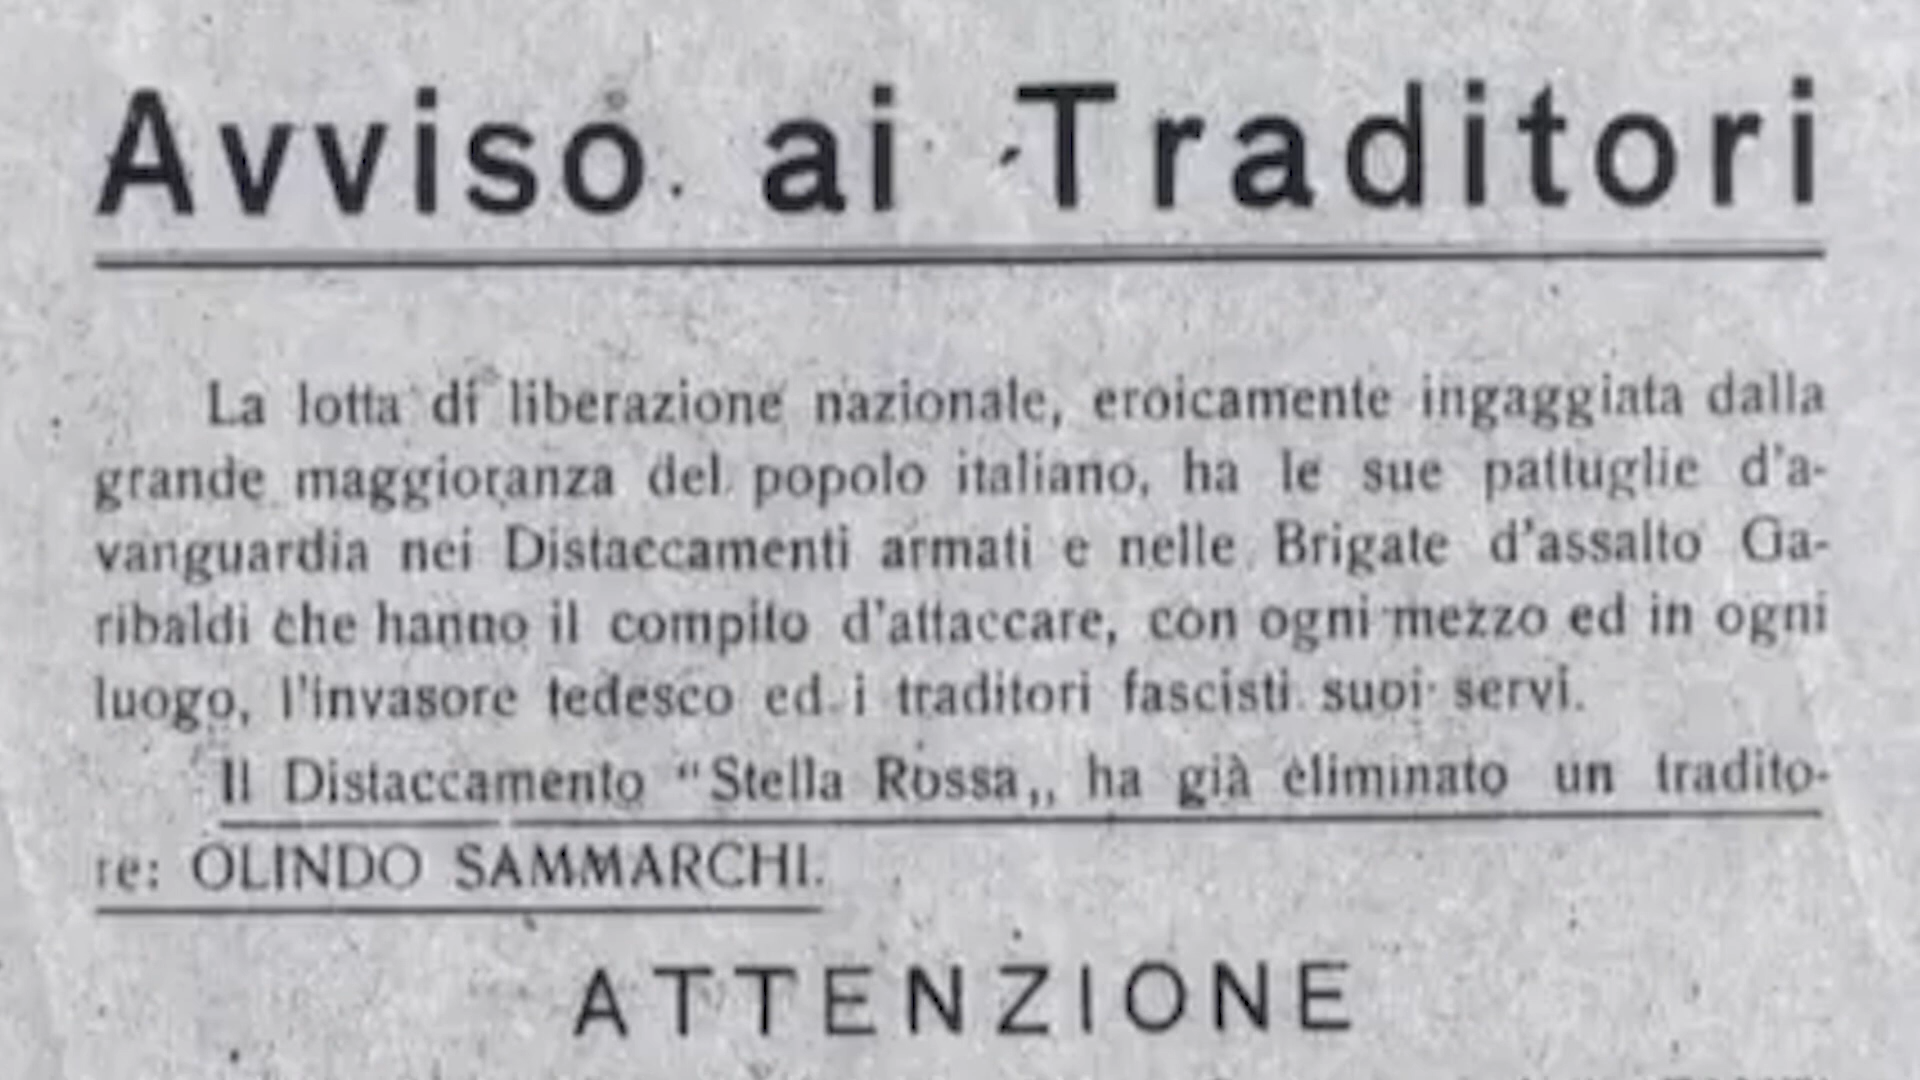 Avviso ai Traditori
La lotta di liberazione nazionale, eroicamente ingaggiata dalla
grande maggioranza del popolo italiano, ha le sue pattuglie d'a-
vanguardia nei Distaccamenti armati e nelle Brigate d'assalto Ga-
ribaldi che hanno il compito d'attaccare, con ogni mezzo ed in ogni
luogo, l'invasore tedesco ed i traditori fascisti suoi servi.
Il Distaccamento “Stella Rossa„ ha già eliminato un tradito-
re: OLINDO SAMMARCHI.
ATTENZIONE